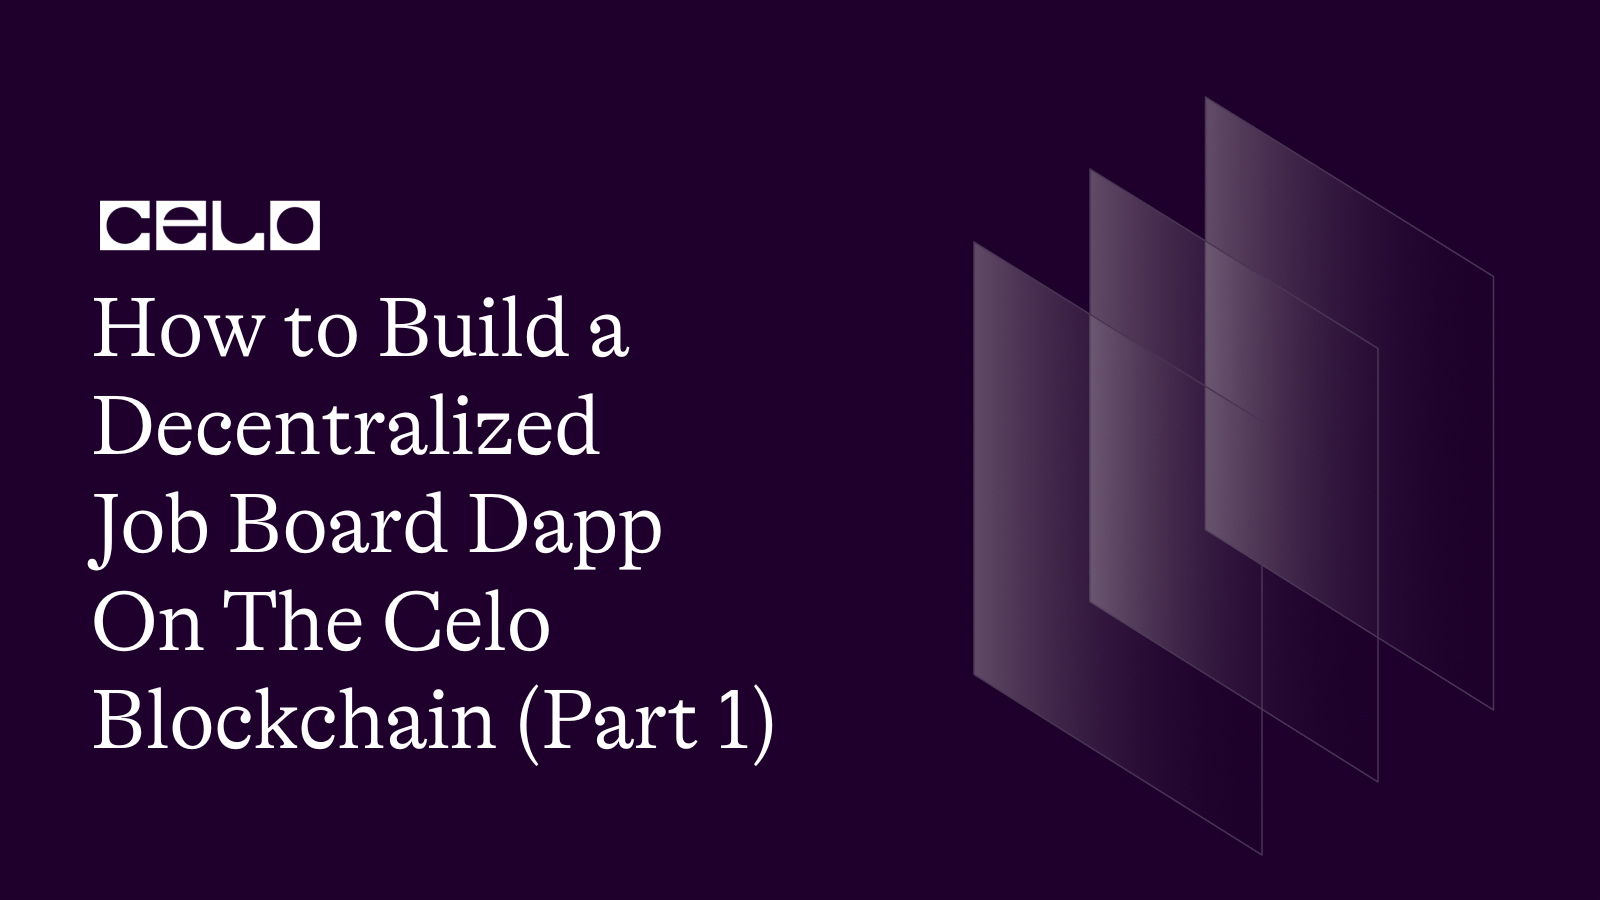 CELO
How to Build a
Decentralized
Job Board Dapp
On The Celo
Blockchain (Part 1)